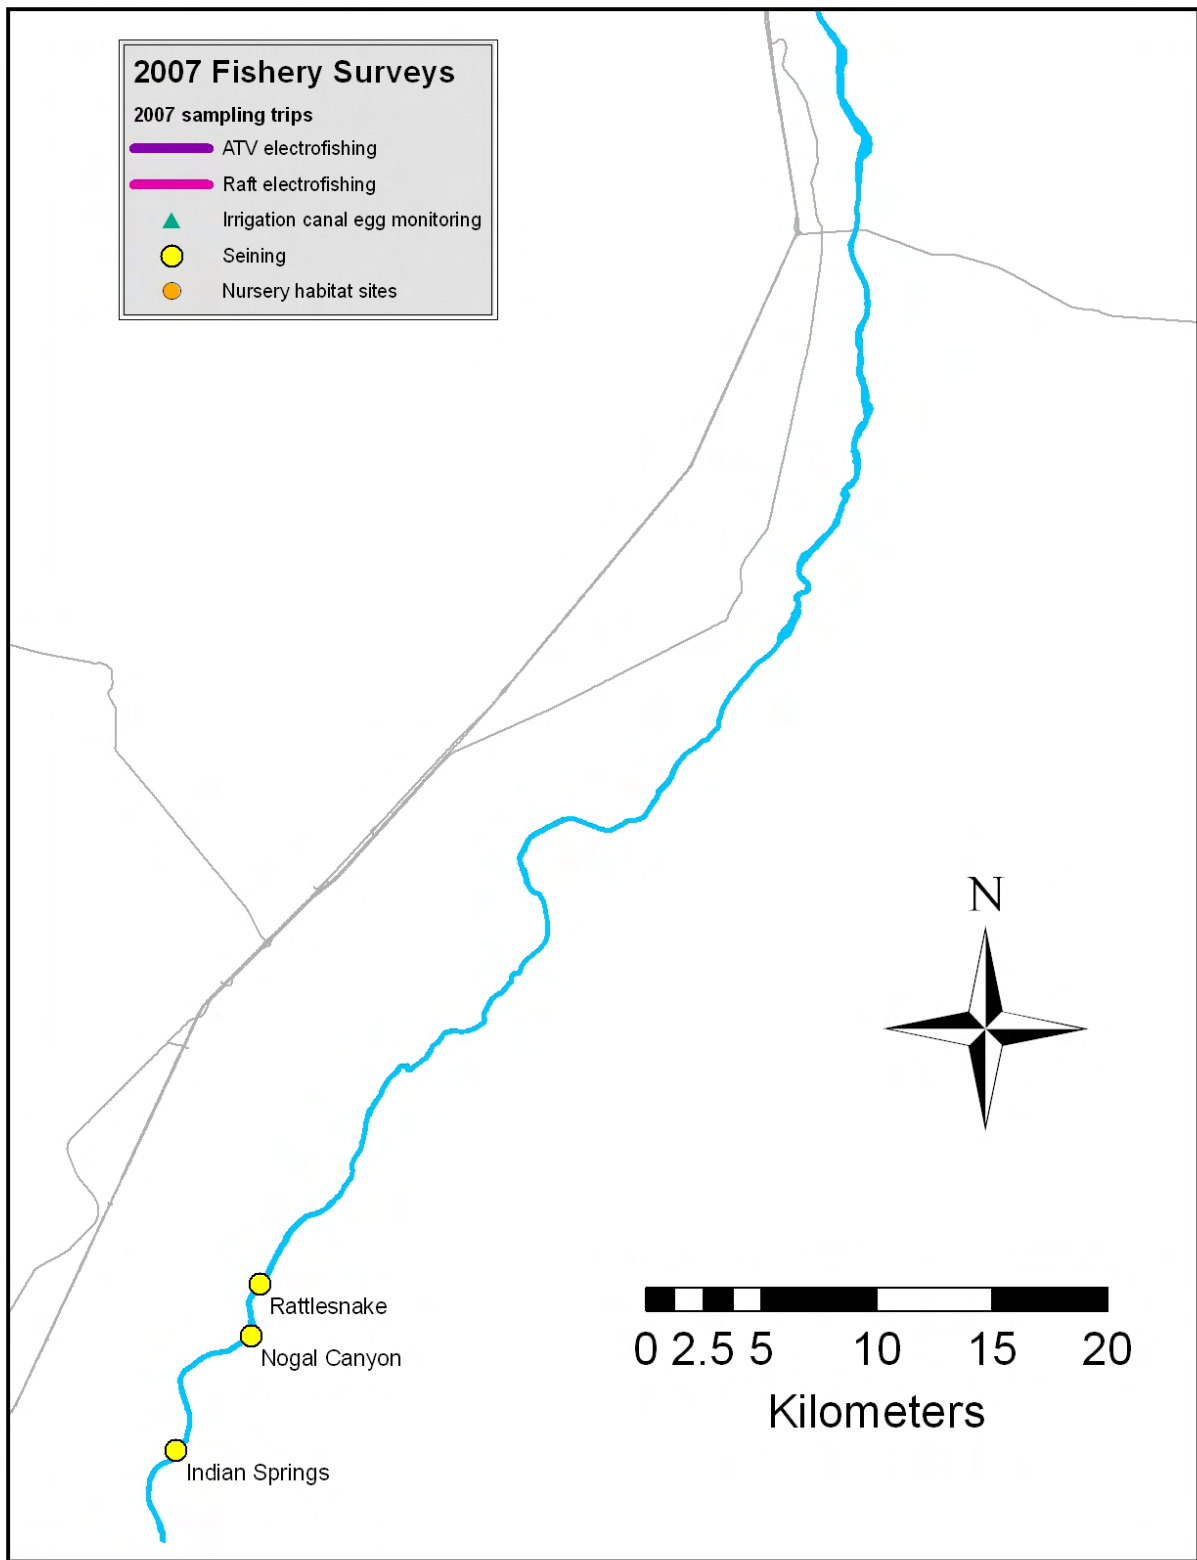 2007 Fishery Surveys
2007 sampling trips
ATV electrofishing
Raft electrofishing
Irrigation canal egg monitoring
Seining
Nursery habitat sites
N
Rattlesnake
Nogal Canyon
0 2.5 5 10 15 20
Kilometers
Indian Springs